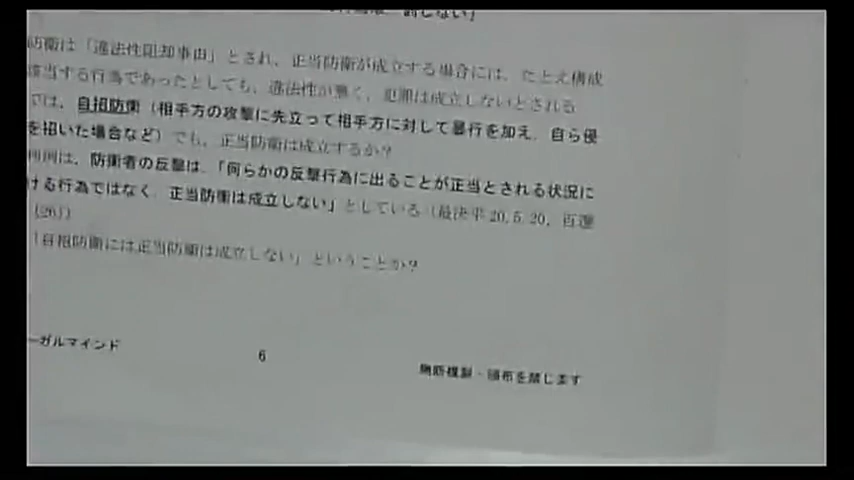 罰しない」
防衛は「違法性阻却事由」とされ、正当防衛が成立する場合には、たとえ構成
該当する行為であったとしても、違法性が無く、犯罪は成立しないとされる
では、自招防衛（相手方の攻撃に先立って相手方に対して暴行を加え、自ら侵
を招いた場合など）でも、正当防衛は成立するか？
判例は、防衛者の反撃は、「何らかの反撃行為に出ることが正当とされる状況に
ける行為ではなく、正当防衛は成立しない」としている（最決平20.5.20，百選
［26］）
「自招防衛には正当防衛は成立しない」ということか？
ーガルマインド
6
無断複製・頒布を禁じます